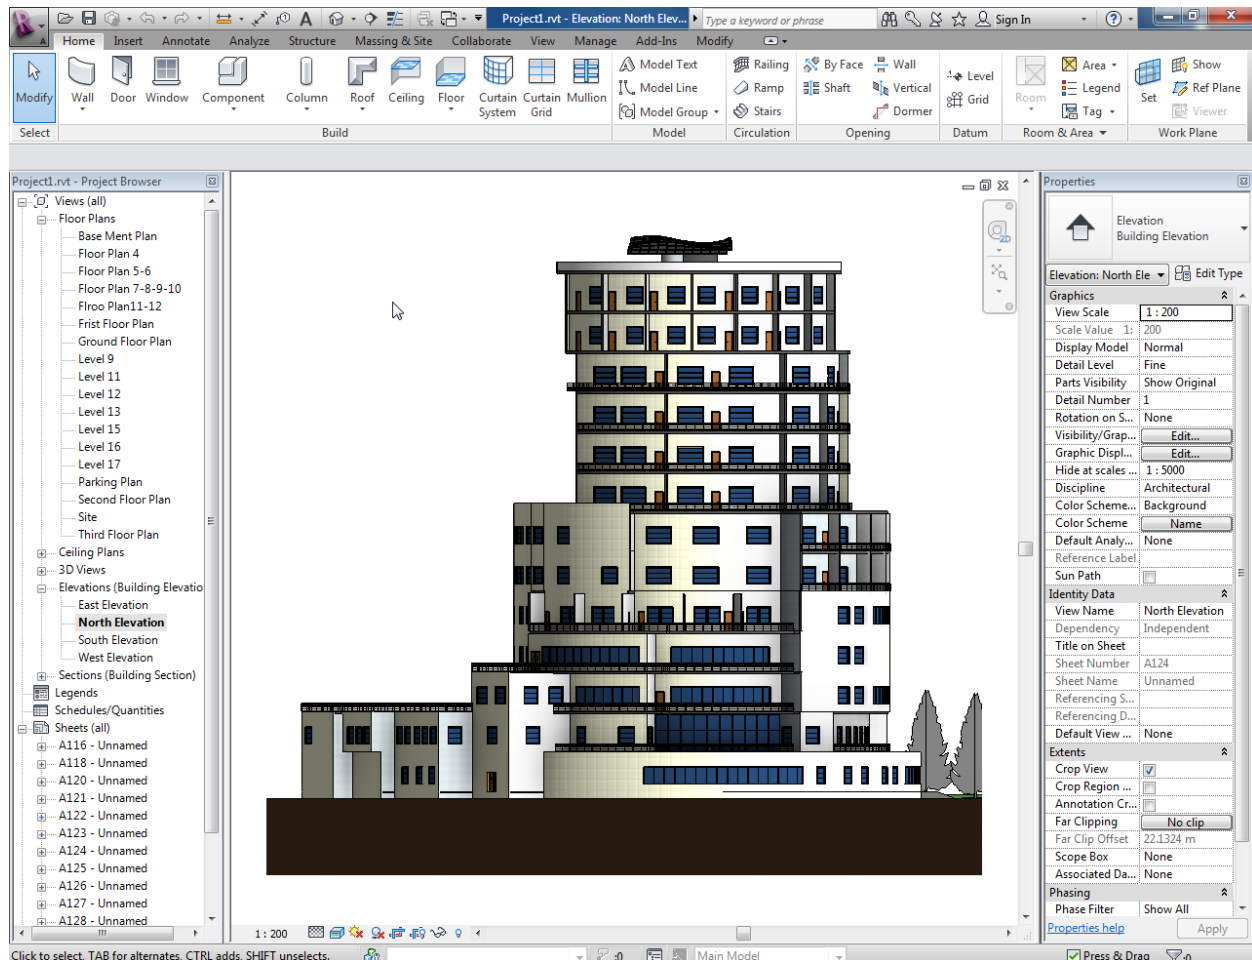 Project1.rvt - Elevation: North Elev...
Type a keyword or phrase
Sign In
Home Insert Annotate Analyze Structure Massing & Site Collaborate View Manage Add-Ins Modify
Modify
Wall Door Window Component Column Roof Ceiling Floor Curtain System Curtain Grid Mullion
Model Text
Model Line
Model Group
Railing
Ramp
Stairs
By Face
Shaft
Wall
Vertical
Dormer
Level
Grid
Room
Area
Legend
Tag
Set
Show
Ref Plane
Viewer
Select Build Model Circulation Opening Datum Room & Area Work Plane
Project1.rvt - Project Browser
Views (all)
Floor Plans
Base Ment Plan
Floor Plan 4
Floor Plan 5-6
Floor Plan 7-8-9-10
Flroo Plan11-12
Frist Floor Plan
Ground Floor Plan
Level 9
Level 11
Level 12
Level 13
Level 15
Level 16
Level 17
Parking Plan
Second Floor Plan
Site
Third Floor Plan
Ceiling Plans
3D Views
Elevations (Building Elevatio
East Elevation
North Elevation
South Elevation
West Elevation
Sections (Building Section)
Legends
Schedules/Quantities
Sheets (all)
A116 - Unnamed
A118 - Unnamed
A120 - Unnamed
A121 - Unnamed
A122 - Unnamed
A123 - Unnamed
A124 - Unnamed
A125 - Unnamed
A126 - Unnamed
A127 - Unnamed
A128 - Unnamed
2D
1 : 200
Properties
Elevation
Building Elevation
Elevation: North Ele
Edit Type
Graphics
View Scale 1 : 200
Scale Value 1: 200
Display Model Normal
Detail Level Fine
Parts Visibility Show Original
Detail Number 1
Rotation on S... None
Visibility/Grap... Edit...
Graphic Displ... Edit...
Hide at scales ... 1 : 5000
Discipline Architectural
Color Scheme... Background
Color Scheme Name
Default Analy... None
Reference Label
Sun Path
Identity Data
View Name North Elevation
Dependency Independent
Title on Sheet
Sheet Number A124
Sheet Name Unnamed
Referencing S...
Referencing D...
Default View ... None
Extents
Crop View
Crop Region ...
Annotation Cr...
Far Clipping No clip
Far Clip Offset 22.1324 m
Scope Box None
Associated Da... None
Phasing
Phase Filter Show All
Properties help Apply
Click to select, TAB for alternates, CTRL adds, SHIFT unselects.
:0
Main Model
Press & Drag
:0